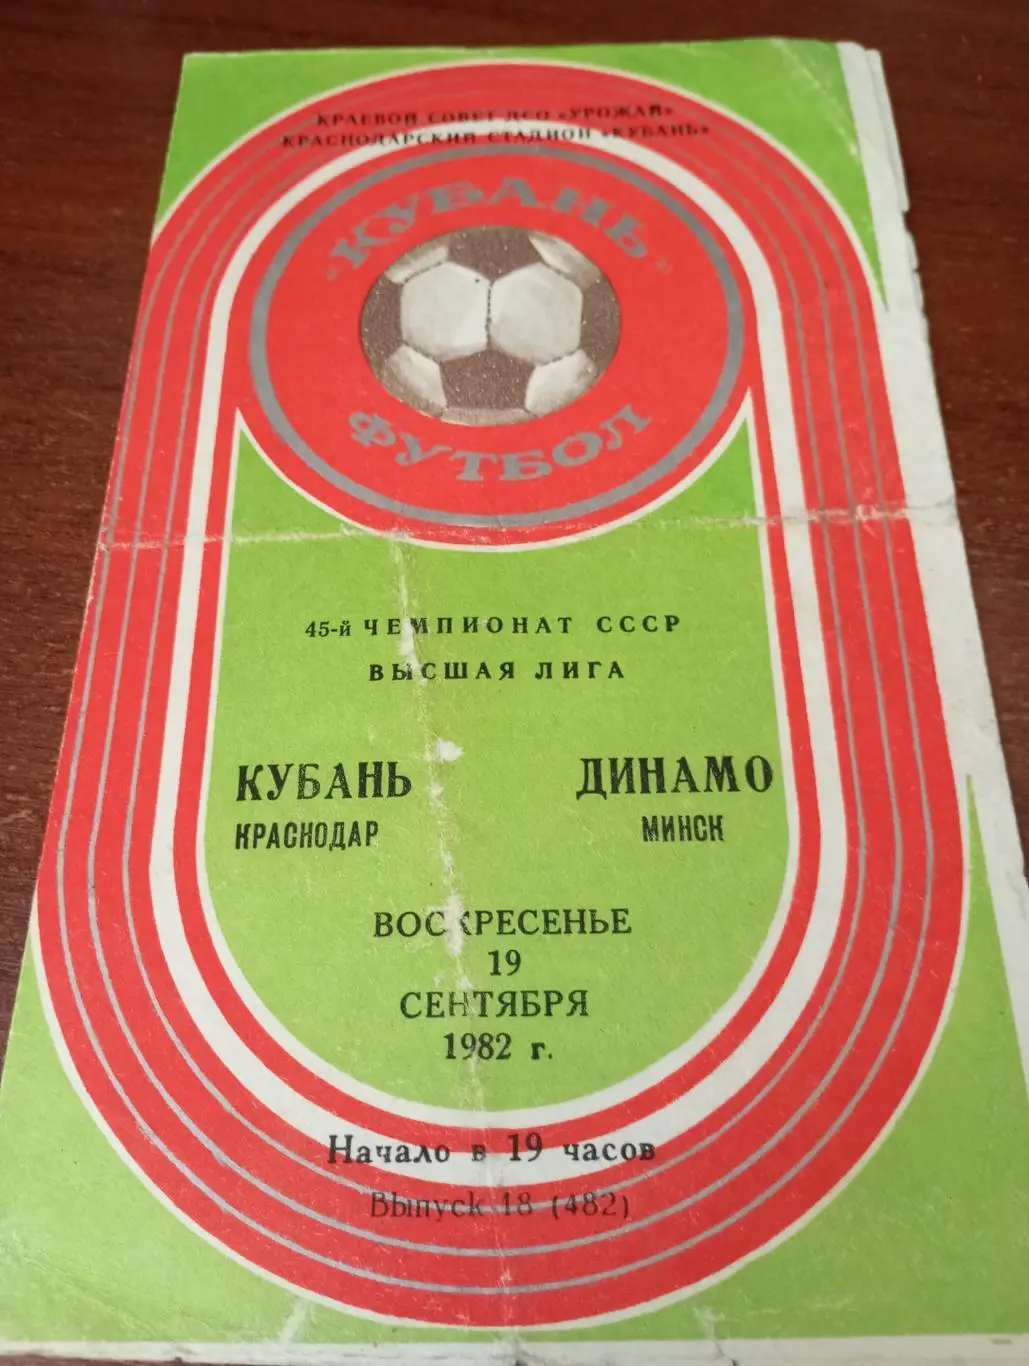 КРАЕВОЙ СОВЕТ ДСО «УРОЖАЙ»
КРАСНОДАРСКИЙ СТАДИОН «КУБАНЬ»
"КУБАНЬ"
ФУТБОЛ
45-й ЧЕМПИОНАТ СССР
ВЫСШАЯ ЛИГА
КУБАНЬ ДИНАМО
КРАСНОДАР МИНСК
ВОСКРЕСЕНЬЕ
19
СЕНТЯБРЯ
1982 г.
Начало в 19 часов
Выпуск 18 (482)